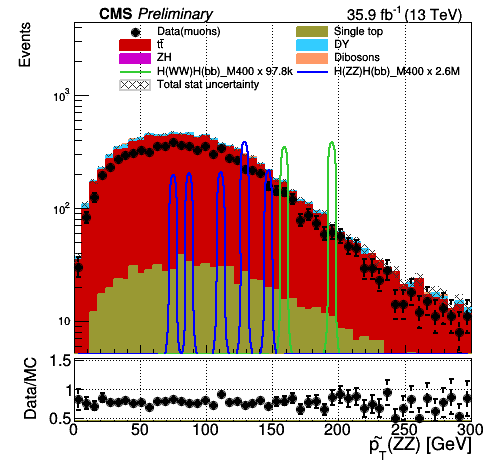 CMS Preliminary 35.9 fb⁻¹ (13 TeV)
Data(muons) Single top
tt̄ DY
ZH Dibosons
H(WW)H(bb)_M400 x 97.8k H(ZZ)H(bb)_M400 x 2.6M
Total stat uncertainty
Events
10³
10²
10
Data/MC
1.5
1
0.5
0 50 100 150 200 250 300
p̃_T(ZZ) [GeV]